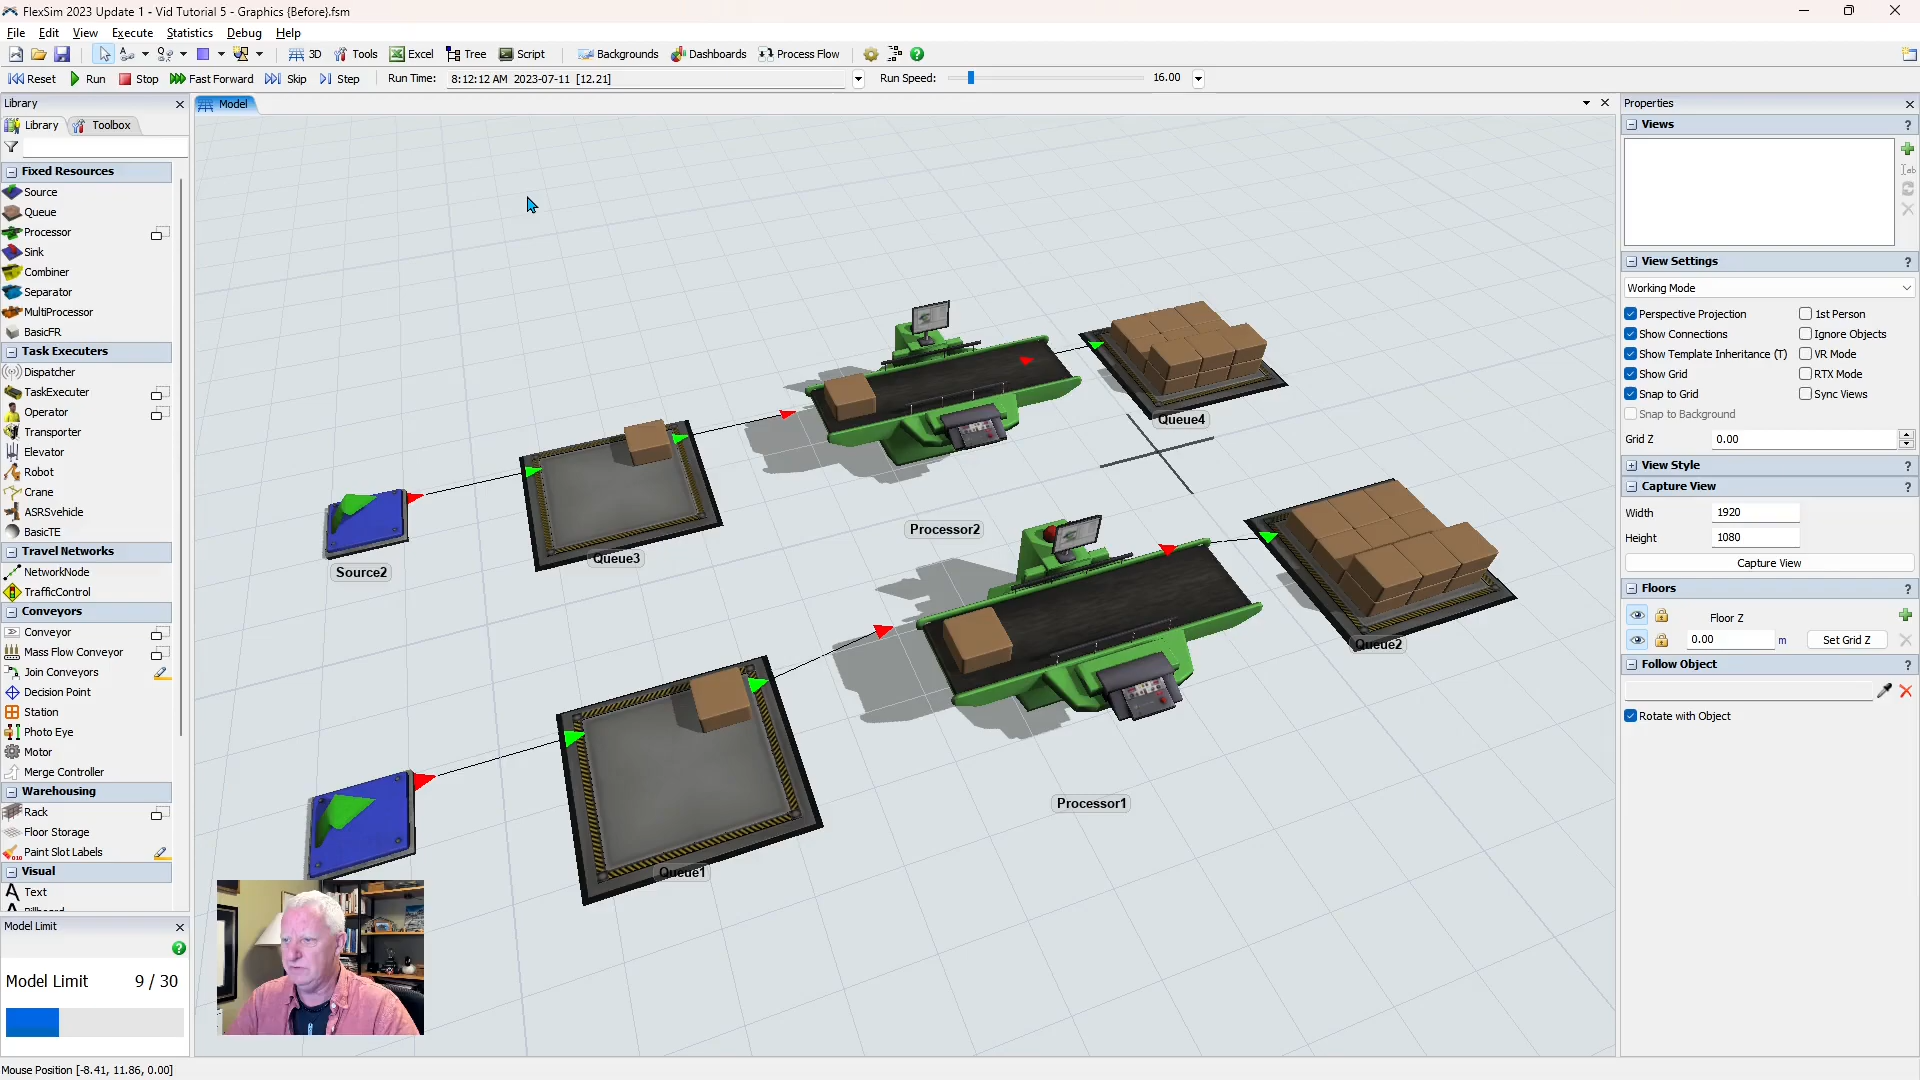 FlexSim 2023 Update 1 - Vid Tutorial 5 - Graphics {Before}.fsm
File Edit View Execute Statistics Debug Help
3D Tools Excel Tree Script Backgrounds Dashboards Process Flow
Reset Run Stop Fast Forward Skip Step Run Time: 8:12:12 AM 2023-07-11 [12.21] Run Speed: 16.00
Library
Library Toolbox
Fixed Resources
Source
Queue
Processor
Sink
Combiner
Separator
MultiProcessor
BasicFR
Task Executers
Dispatcher
TaskExecuter
Operator
Transporter
Elevator
Robot
Crane
ASRSvehicle
BasicTE
Travel Networks
NetworkNode
TrafficControl
Conveyors
Conveyor
Mass Flow Conveyor
Join Conveyors
Decision Point
Station
Photo Eye
Motor
Merge Controller
Warehousing
Rack
Floor Storage
Paint Slot Labels
Visual
Text
Billboard
Model Limit
Model Limit 9 / 30
Mouse Position [-8.41, 11.86, 0.00]
Model
Queue4
Processor2
Queue3
Source2
Queue2
Processor1
Queue1
Properties
Views
View Settings
Working Mode
Perspective Projection 1st Person
Show Connections Ignore Objects
Show Template Inheritance (T) VR Mode
Show Grid RTX Mode
Snap to Grid Sync Views
Snap to Background
Grid Z 0.00
View Style
Capture View
Width 1920
Height 1080
Capture View
Floors
Floor Z
0.00 m Set Grid Z
Follow Object
Rotate with Object